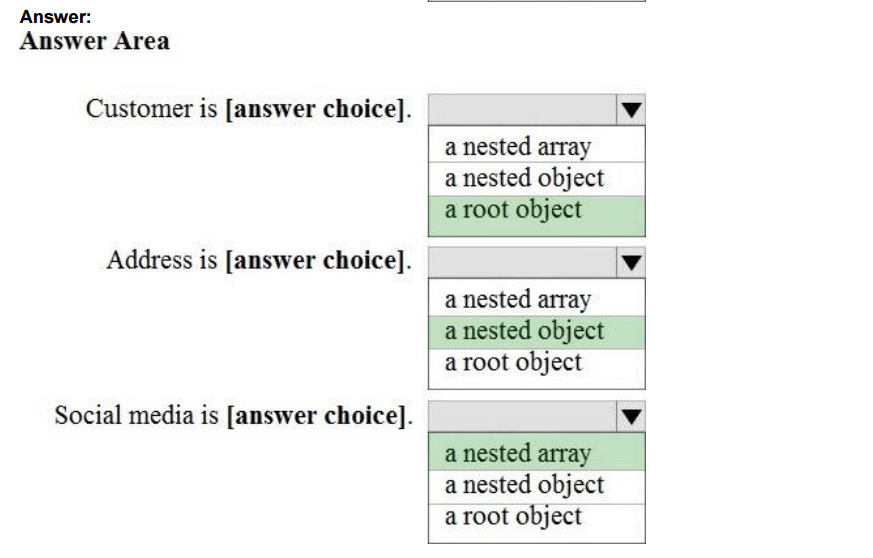 Answer:
Answer Area
Customer is [answer choice].
a nested array
a nested object
a root object
Address is [answer choice].
a nested array
a nested object
a root object
Social media is [answer choice].
a nested array
a nested object
a root object